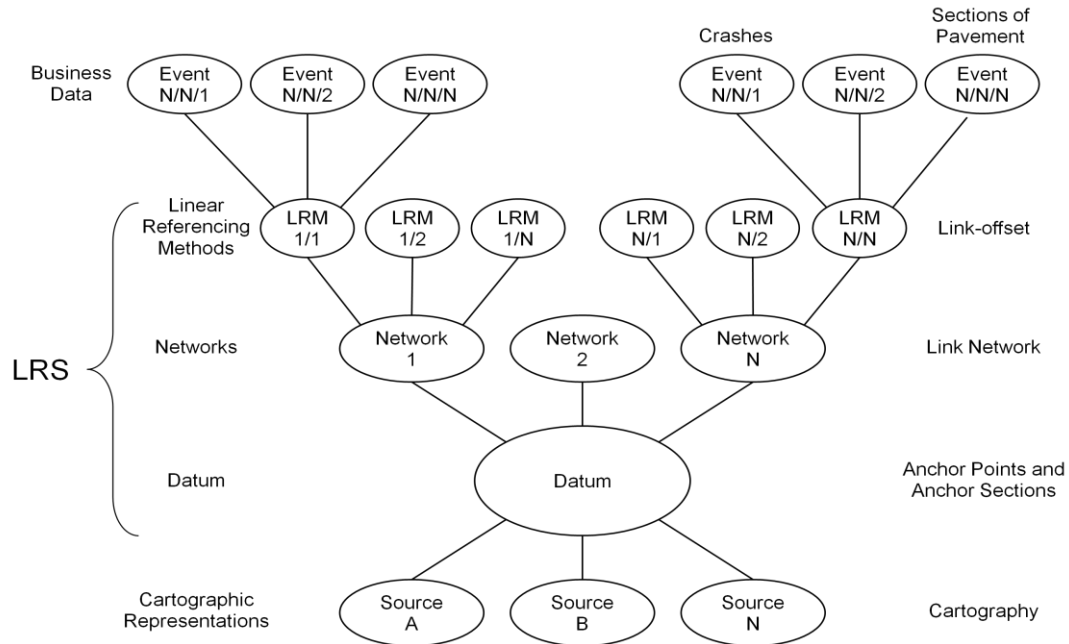 Crashes
Sections of
Pavement
Business
Data
Event
N/N/1
Event
N/N/2
Event
N/N/N
Event
N/N/1
Event
N/N/2
Event
N/N/N
Linear
Referencing
Methods
LRM
1/1
LRM
1/2
LRM
1/N
LRM
N/1
LRM
N/2
LRM
N/N
Link-offset
LRS
Networks
Network
1
Network
2
Network
N
Link Network
Datum
Datum
Anchor Points and
Anchor Sections
Cartographic
Representations
Source
A
Source
B
Source
N
Cartography